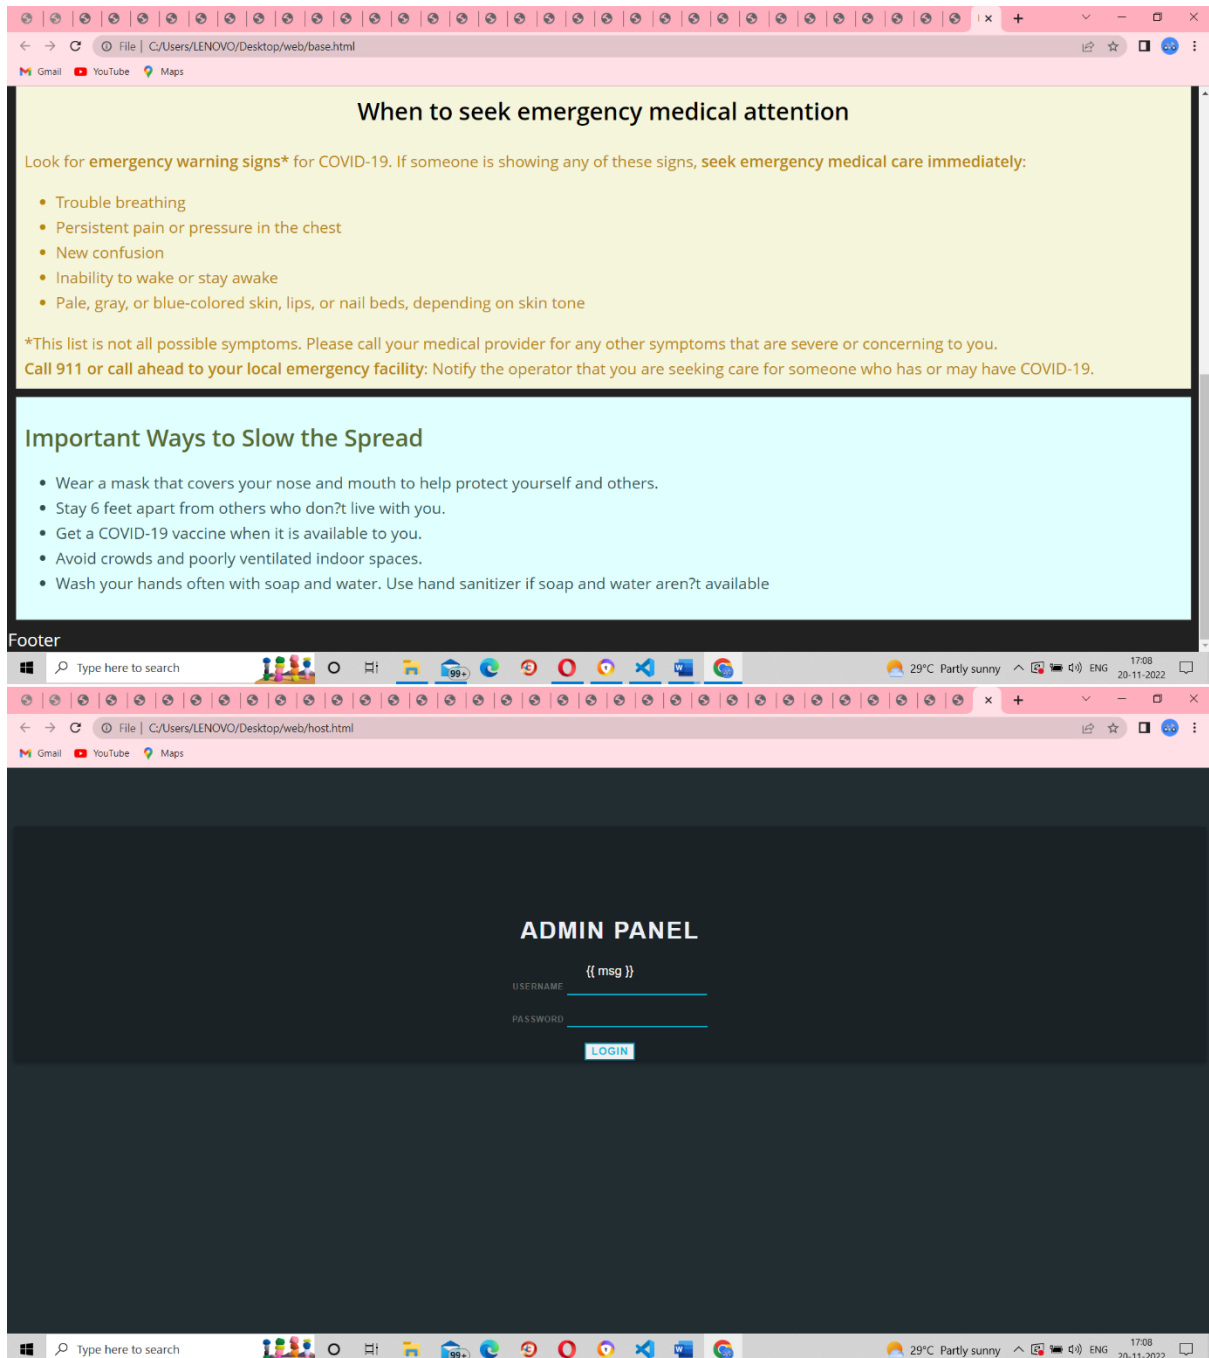 File | C:/Users/LENOVO/Desktop/web/base.html
Gmail YouTube Maps
When to seek emergency medical attention
Look for emergency warning signs* for COVID-19. If someone is showing any of these signs, seek emergency medical care immediately:
• Trouble breathing
• Persistent pain or pressure in the chest
• New confusion
• Inability to wake or stay awake
• Pale, gray, or blue-colored skin, lips, or nail beds, depending on skin tone
*This list is not all possible symptoms. Please call your medical provider for any other symptoms that are severe or concerning to you.
Call 911 or call ahead to your local emergency facility: Notify the operator that you are seeking care for someone who has or may have COVID-19.
Important Ways to Slow the Spread
• Wear a mask that covers your nose and mouth to help protect yourself and others.
• Stay 6 feet apart from others who don?t live with you.
• Get a COVID-19 vaccine when it is available to you.
• Avoid crowds and poorly ventilated indoor spaces.
• Wash your hands often with soap and water. Use hand sanitizer if soap and water aren?t available
Footer
Type here to search 99+ 29°C Partly sunny ENG 17:08
20-11-2022
File | C:/Users/LENOVO/Desktop/web/host.html
Gmail YouTube Maps
ADMIN PANEL
{{ msg }}
USERNAME
PASSWORD
LOGIN
Type here to search 99+ 29°C Partly sunny ENG 17:08
20-11-2022